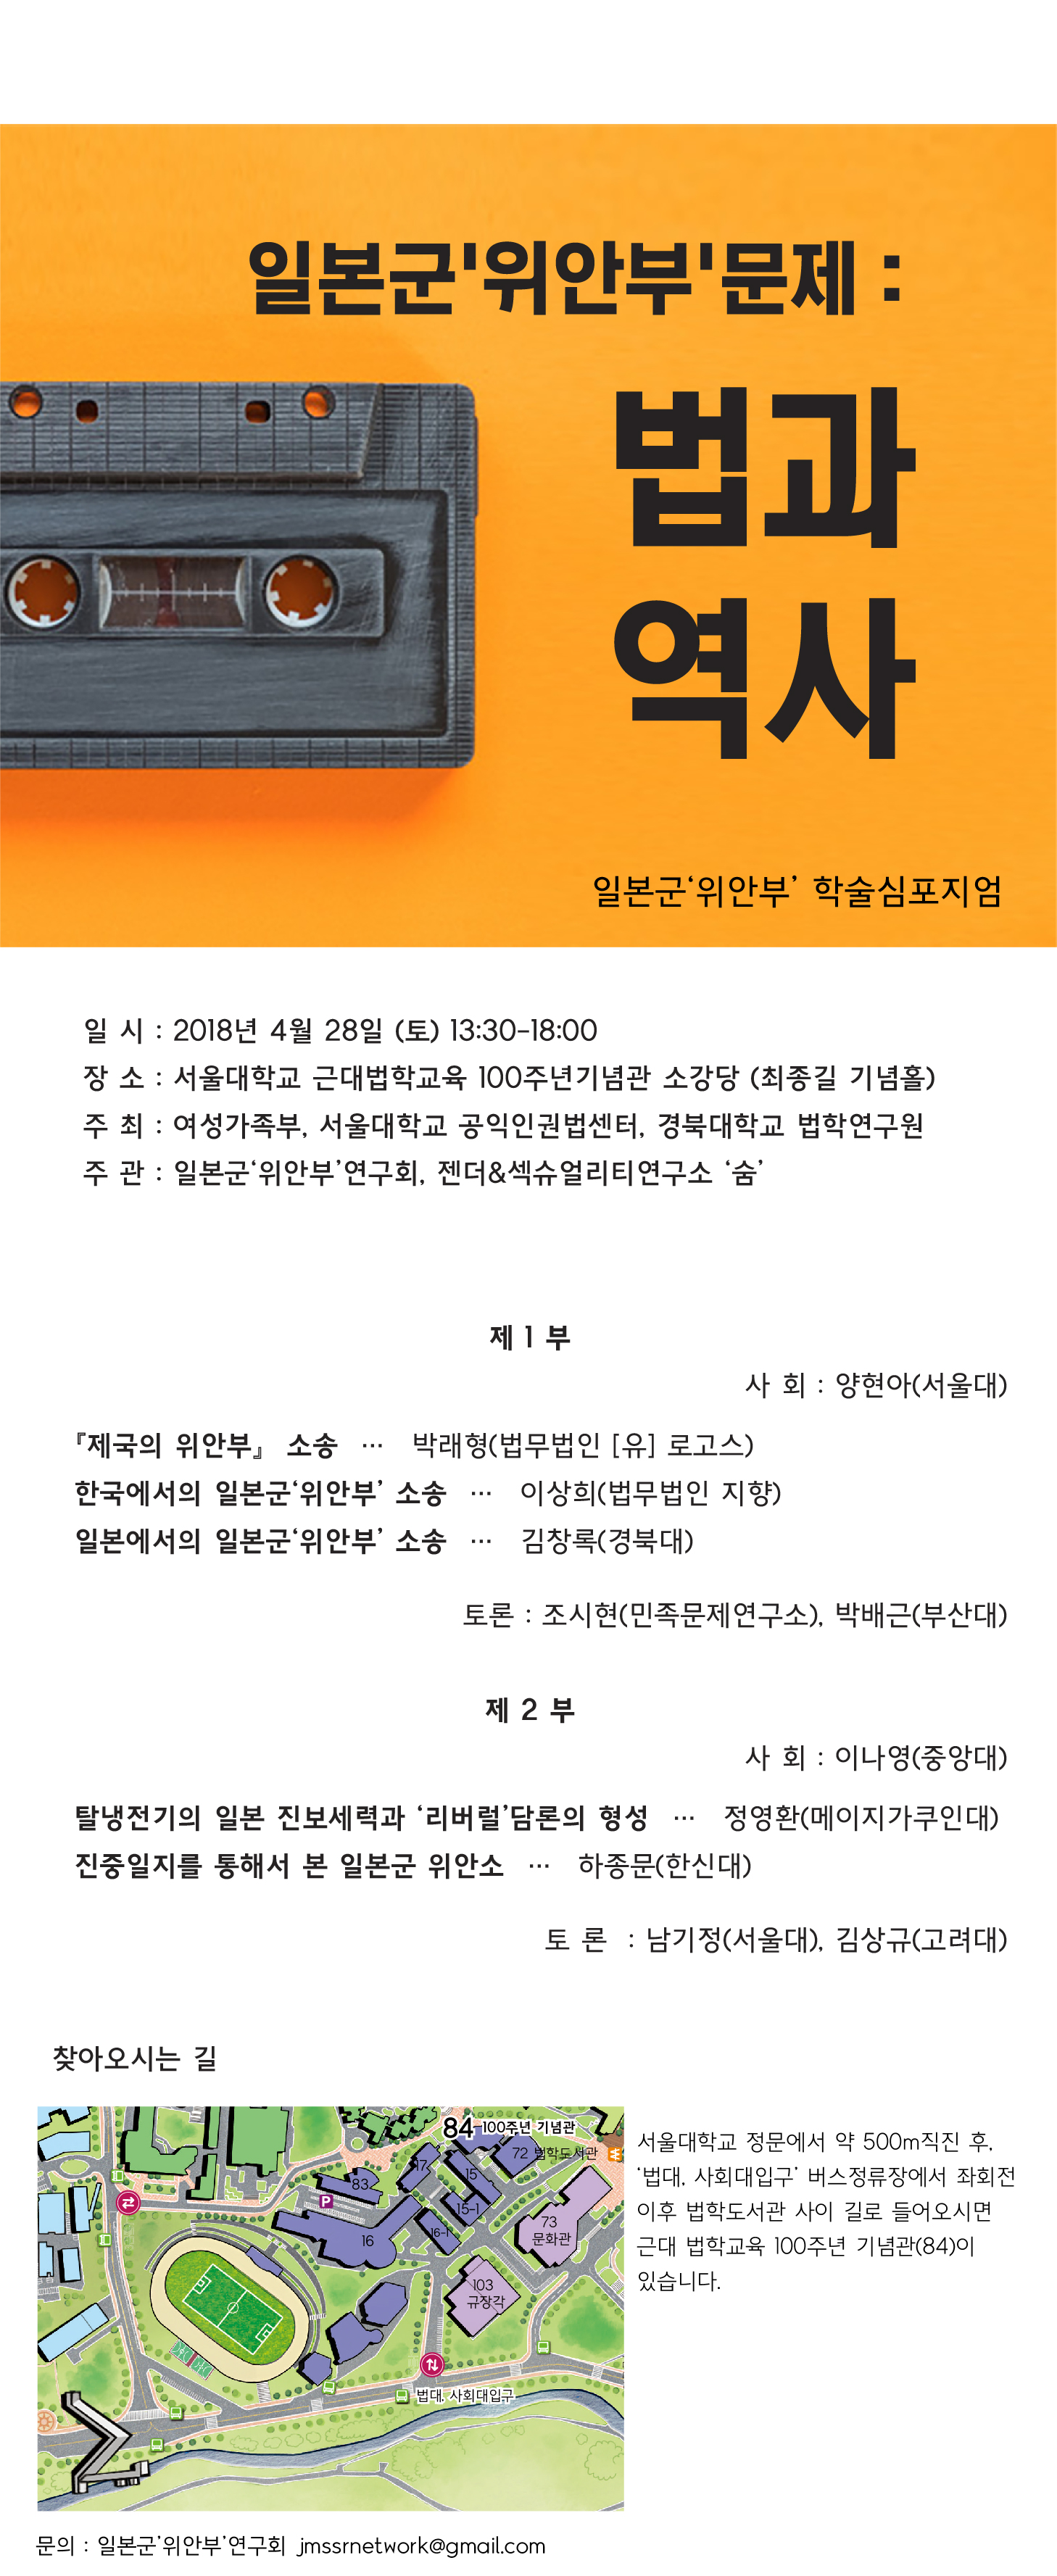 일본군'위안부'문제 :
법과
역사
일본군‘위안부’ 학술심포지엄
일 시 : 2018년 4월 28일 (토) 13:30-18:00
장 소 : 서울대학교 근대법학교육 100주년기념관 소강당 (최종길 기념홀)
주 최 : 여성가족부, 서울대학교 공익인권법센터, 경북대학교 법학연구원
주 관 : 일본군‘위안부’연구회, 젠더&섹슈얼리티연구소 ‘숨’
제 1 부
사 회 : 양현아(서울대)
『제국의 위안부』 소송 … 박래형(법무법인 [유] 로고스)
한국에서의 일본군‘위안부’ 소송 … 이상희(법무법인 지향)
일본에서의 일본군‘위안부’ 소송 … 김창록(경북대)
토론 : 조시현(민족문제연구소), 박배근(부산대)
제 2 부
사 회 : 이나영(중앙대)
탈냉전기의 일본 진보세력과 ‘리버럴’담론의 형성 … 정영환(메이지가쿠인대)
진중일지를 통해서 본 일본군 위안소 … 하종문(한신대)
토 론 : 남기정(서울대), 김상규(고려대)
찾아오시는 길
84 100주년 기념관
72 법학도서관
17
15
83
P
15-1
16
16-1
73
문화관
103
규장각
법대, 사회대입구
서울대학교 정문에서 약 500m직진 후,
‘법대, 사회대입구’ 버스정류장에서 좌회전
이후 법학도서관 사이 길로 들어오시면
근대 법학교육 100주년 기념관(84)이
있습니다.
문의 : 일본군’위안부’연구회 jmssrnetwork@gmail.com